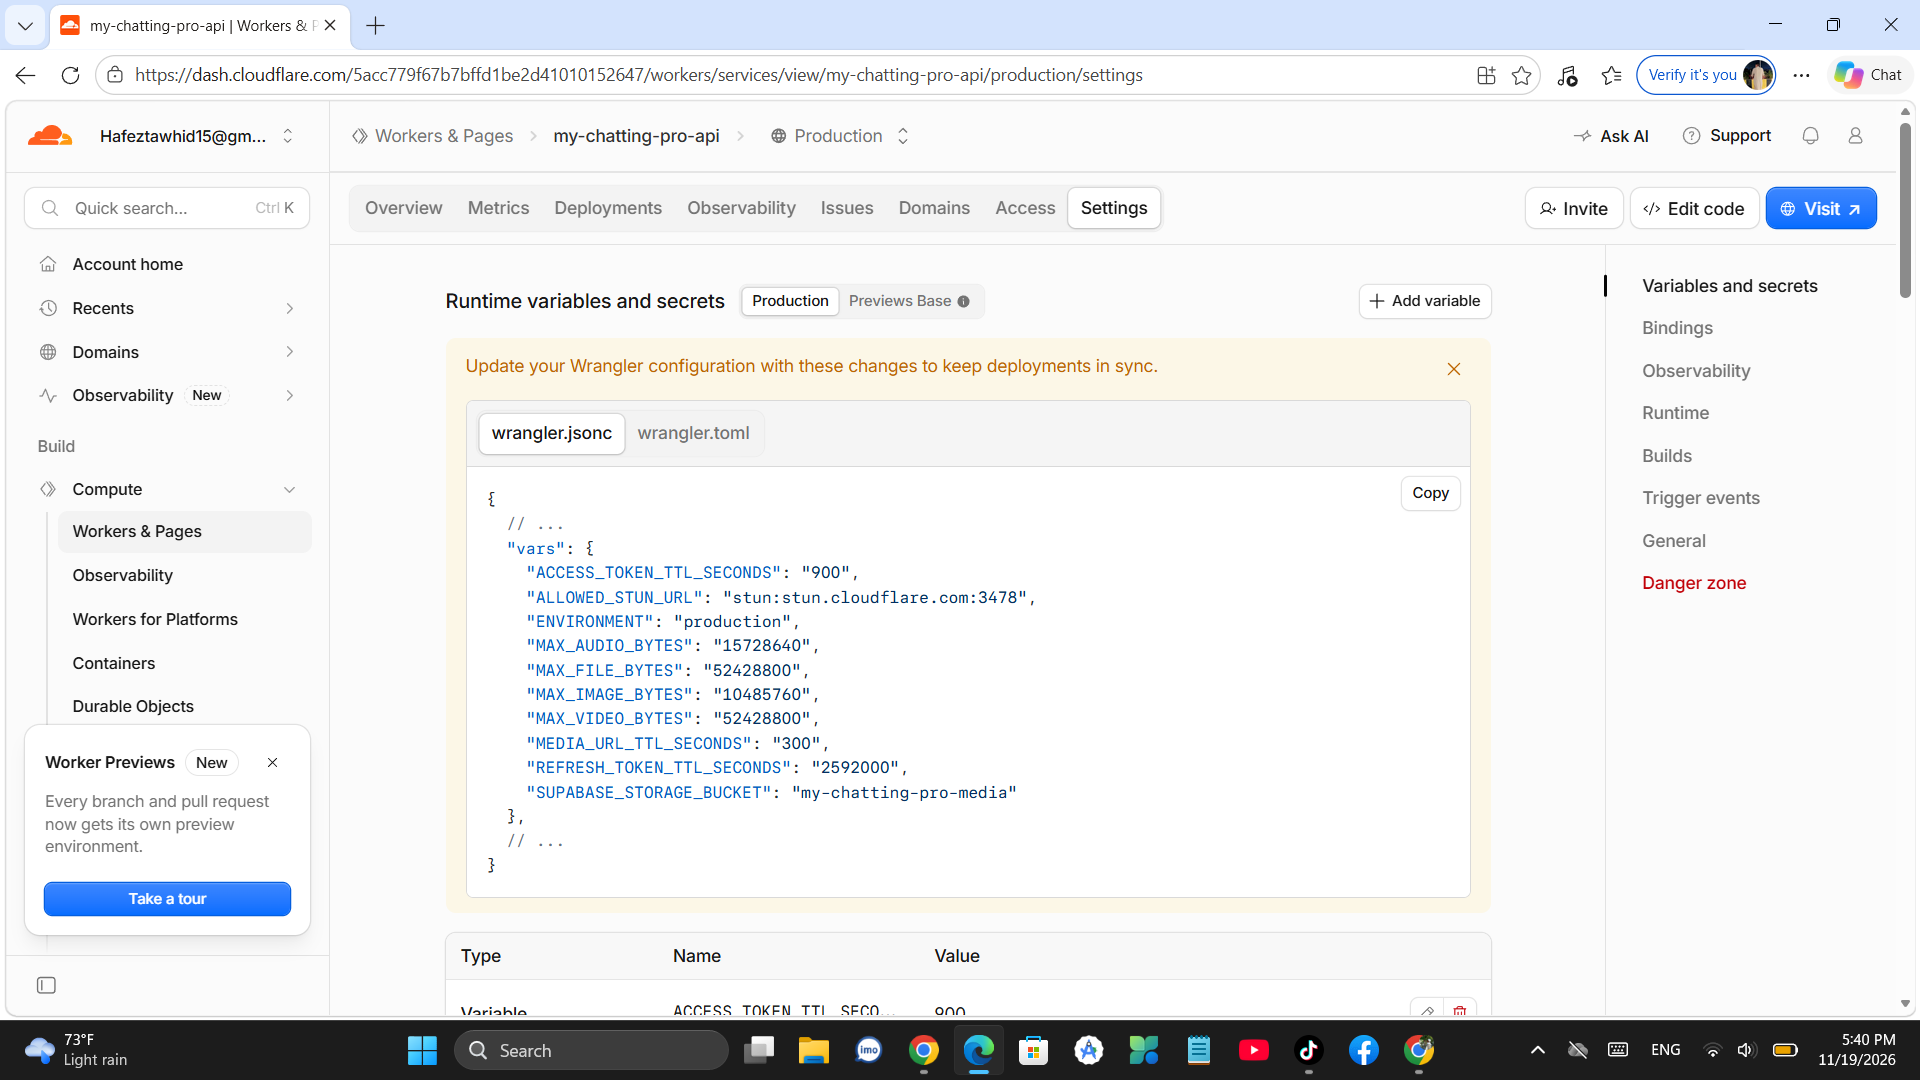 my-chatting-pro-api | Workers & P
https://dash.cloudflare.com/5acc779f67b7bffd1be2d41010152647/workers/services/view/my-chatting-pro-api/production/settings
Verify it's you
Chat
Hafeztawhid15@gm...
Workers & Pages
my-chatting-pro-api
Production
Ask AI
Support
Quick search...
Ctrl K
Overview
Metrics
Deployments
Observability
Issues
Domains
Access
Settings
Invite
Edit code
Visit
Account home
Recents
Domains
Observability New
Build
Compute
Workers & Pages
Observability
Workers for Platforms
Containers
Durable Objects
Worker Previews New
Every branch and pull request
now gets its own preview
environment.
Take a tour
Runtime variables and secrets
Production
Previews Base
Add variable
Update your Wrangler configuration with these changes to keep deployments in sync.
wrangler.jsonc
wrangler.toml
Copy
{
// ...
"vars": {
"ACCESS_TOKEN_TTL_SECONDS": "900",
"ALLOWED_STUN_URL": "stun:stun.cloudflare.com:3478",
"ENVIRONMENT": "production",
"MAX_AUDIO_BYTES": "15728640",
"MAX_FILE_BYTES": "52428800",
"MAX_IMAGE_BYTES": "10485760",
"MAX_VIDEO_BYTES": "52428800",
"MEDIA_URL_TTL_SECONDS": "300",
"REFRESH_TOKEN_TTL_SECONDS": "2592000",
"SUPABASE_STORAGE_BUCKET": "my-chatting-pro-media"
},
// ...
}
Type
Name
Value
Variable
ACCESS_TOKEN_TTL_SECO...
900
Variables and secrets
Bindings
Observability
Runtime
Builds
Trigger events
General
Danger zone
73°F
Light rain
Search
imo
ENG
5:40 PM
11/19/2026